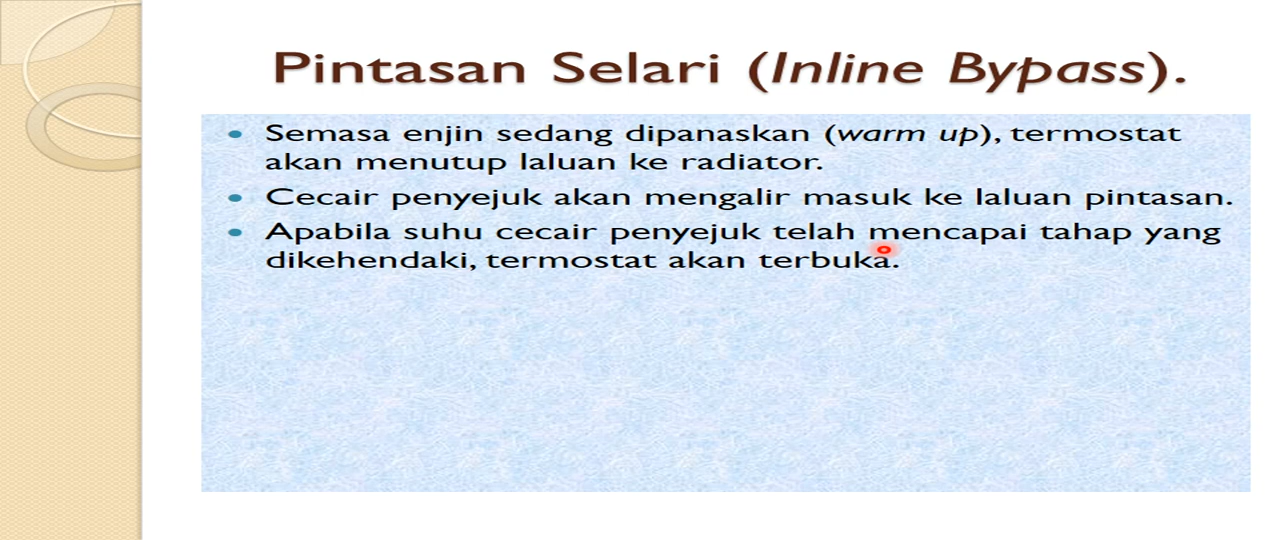 Pintasan Selari (Inline Bypass).
Semasa enjin sedang dipanaskan (warm up), termostat
akan menutup laluan ke radiator.
Cecair penyejuk akan mengalir masuk ke laluan pintasan.
Apabila suhu cecair penyejuk telah mencapai tahap yang
dikehendaki, termostat akan terbuka.